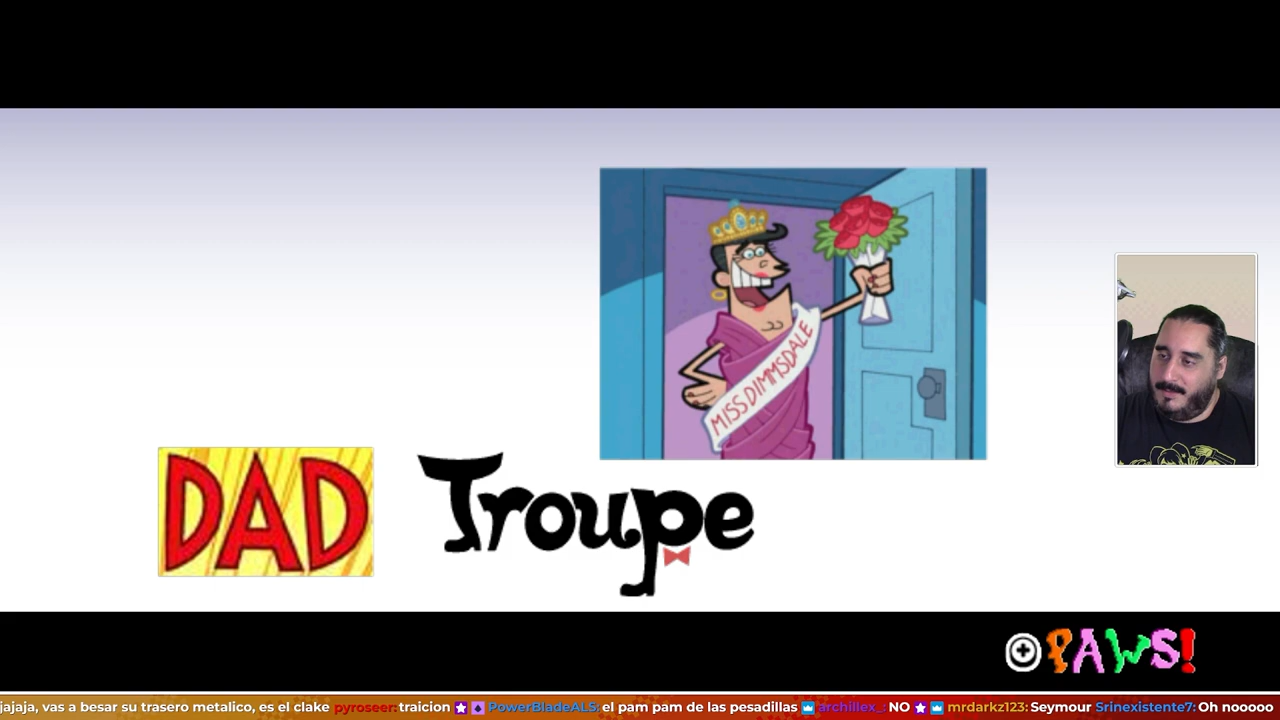 MISS DIMMSDALE
DAD Troupe
PAWS!
jajaja, vas a besar su trasero metalico, es el clake pyroseer: traicion PowerBladeALS: el pam pam de las pesadillas archillex_: NO mrdarkz123: Seymour Srinexistente7: Oh nooooo